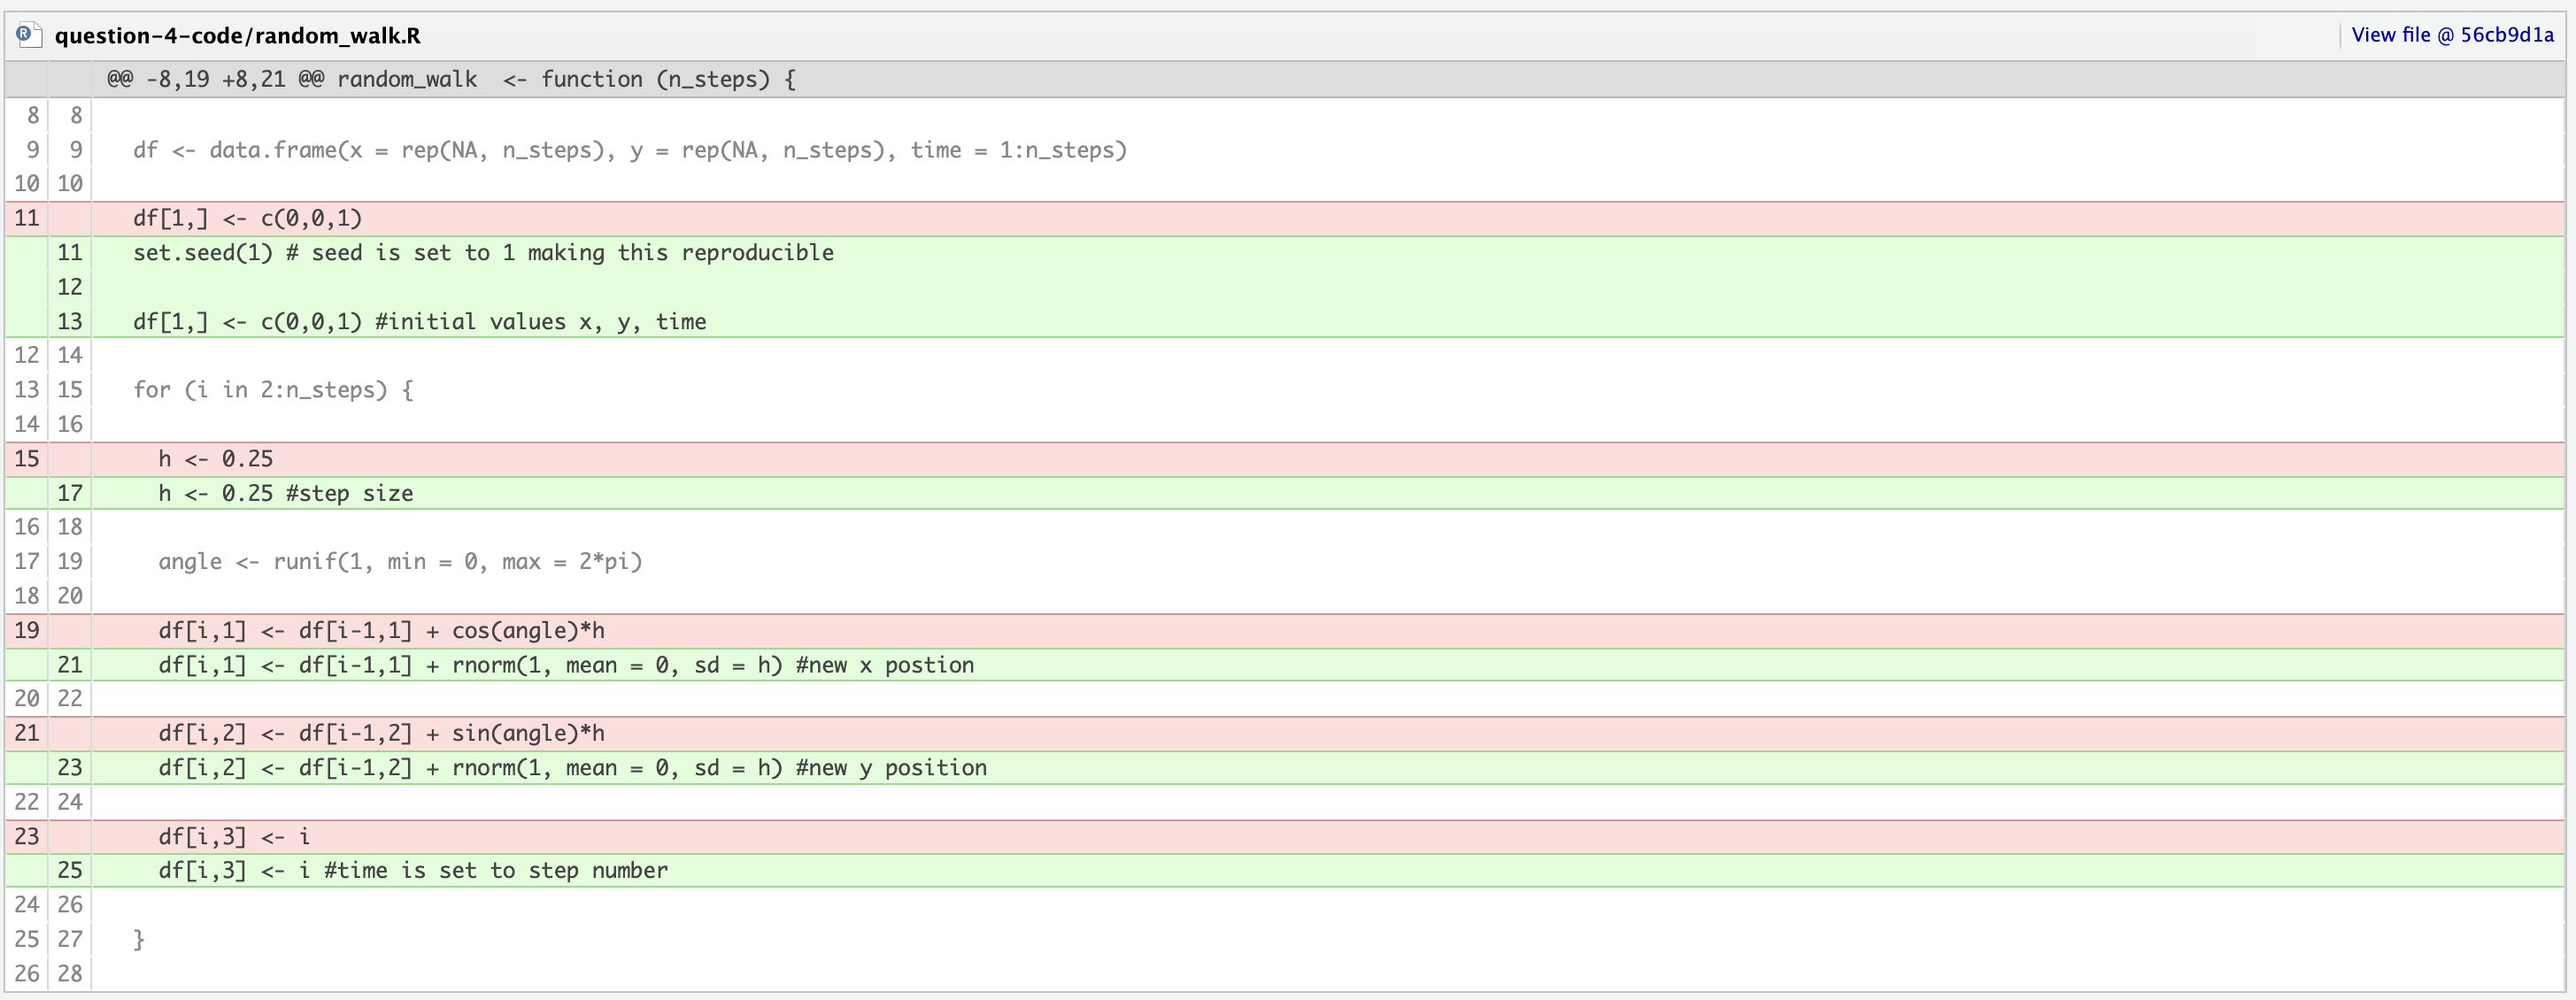 question-4-code/random_walk.R View file @ 56cb9d1a
@@ -8,19 +8,21 @@ random_walk  <- function (n_steps) {
8 8
9 9 df <- data.frame(x = rep(NA, n_steps), y = rep(NA, n_steps), time = 1:n_steps)
10 10
11 df[1,] <- c(0,0,1)
11 set.seed(1) # seed is set to 1 making this reproducible
12
13 df[1,] <- c(0,0,1) #initial values x, y, time
12 14
13 15 for (i in 2:n_steps) {
14 16
15 h <- 0.25
17 h <- 0.25 #step size
16 18
17 19 angle <- runif(1, min = 0, max = 2*pi)
18 20
19 df[i,1] <- df[i-1,1] + cos(angle)*h
21 df[i,1] <- df[i-1,1] + rnorm(1, mean = 0, sd = h) #new x postion
20 22
21 df[i,2] <- df[i-1,2] + sin(angle)*h
23 df[i,2] <- df[i-1,2] + rnorm(1, mean = 0, sd = h) #new y position
22 24
23 df[i,3] <- i
25 df[i,3] <- i #time is set to step number
24 26
25 27 }
26 28